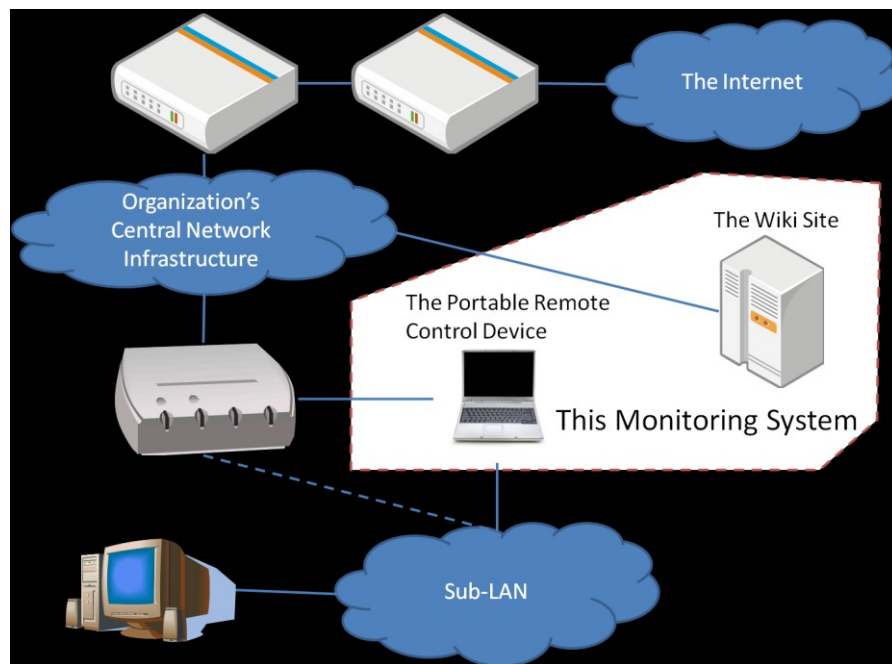 The Internet
Organization's
Central Network
Infrastructure
The Wiki Site
The Portable Remote
Control Device
This Monitoring System
Sub-LAN